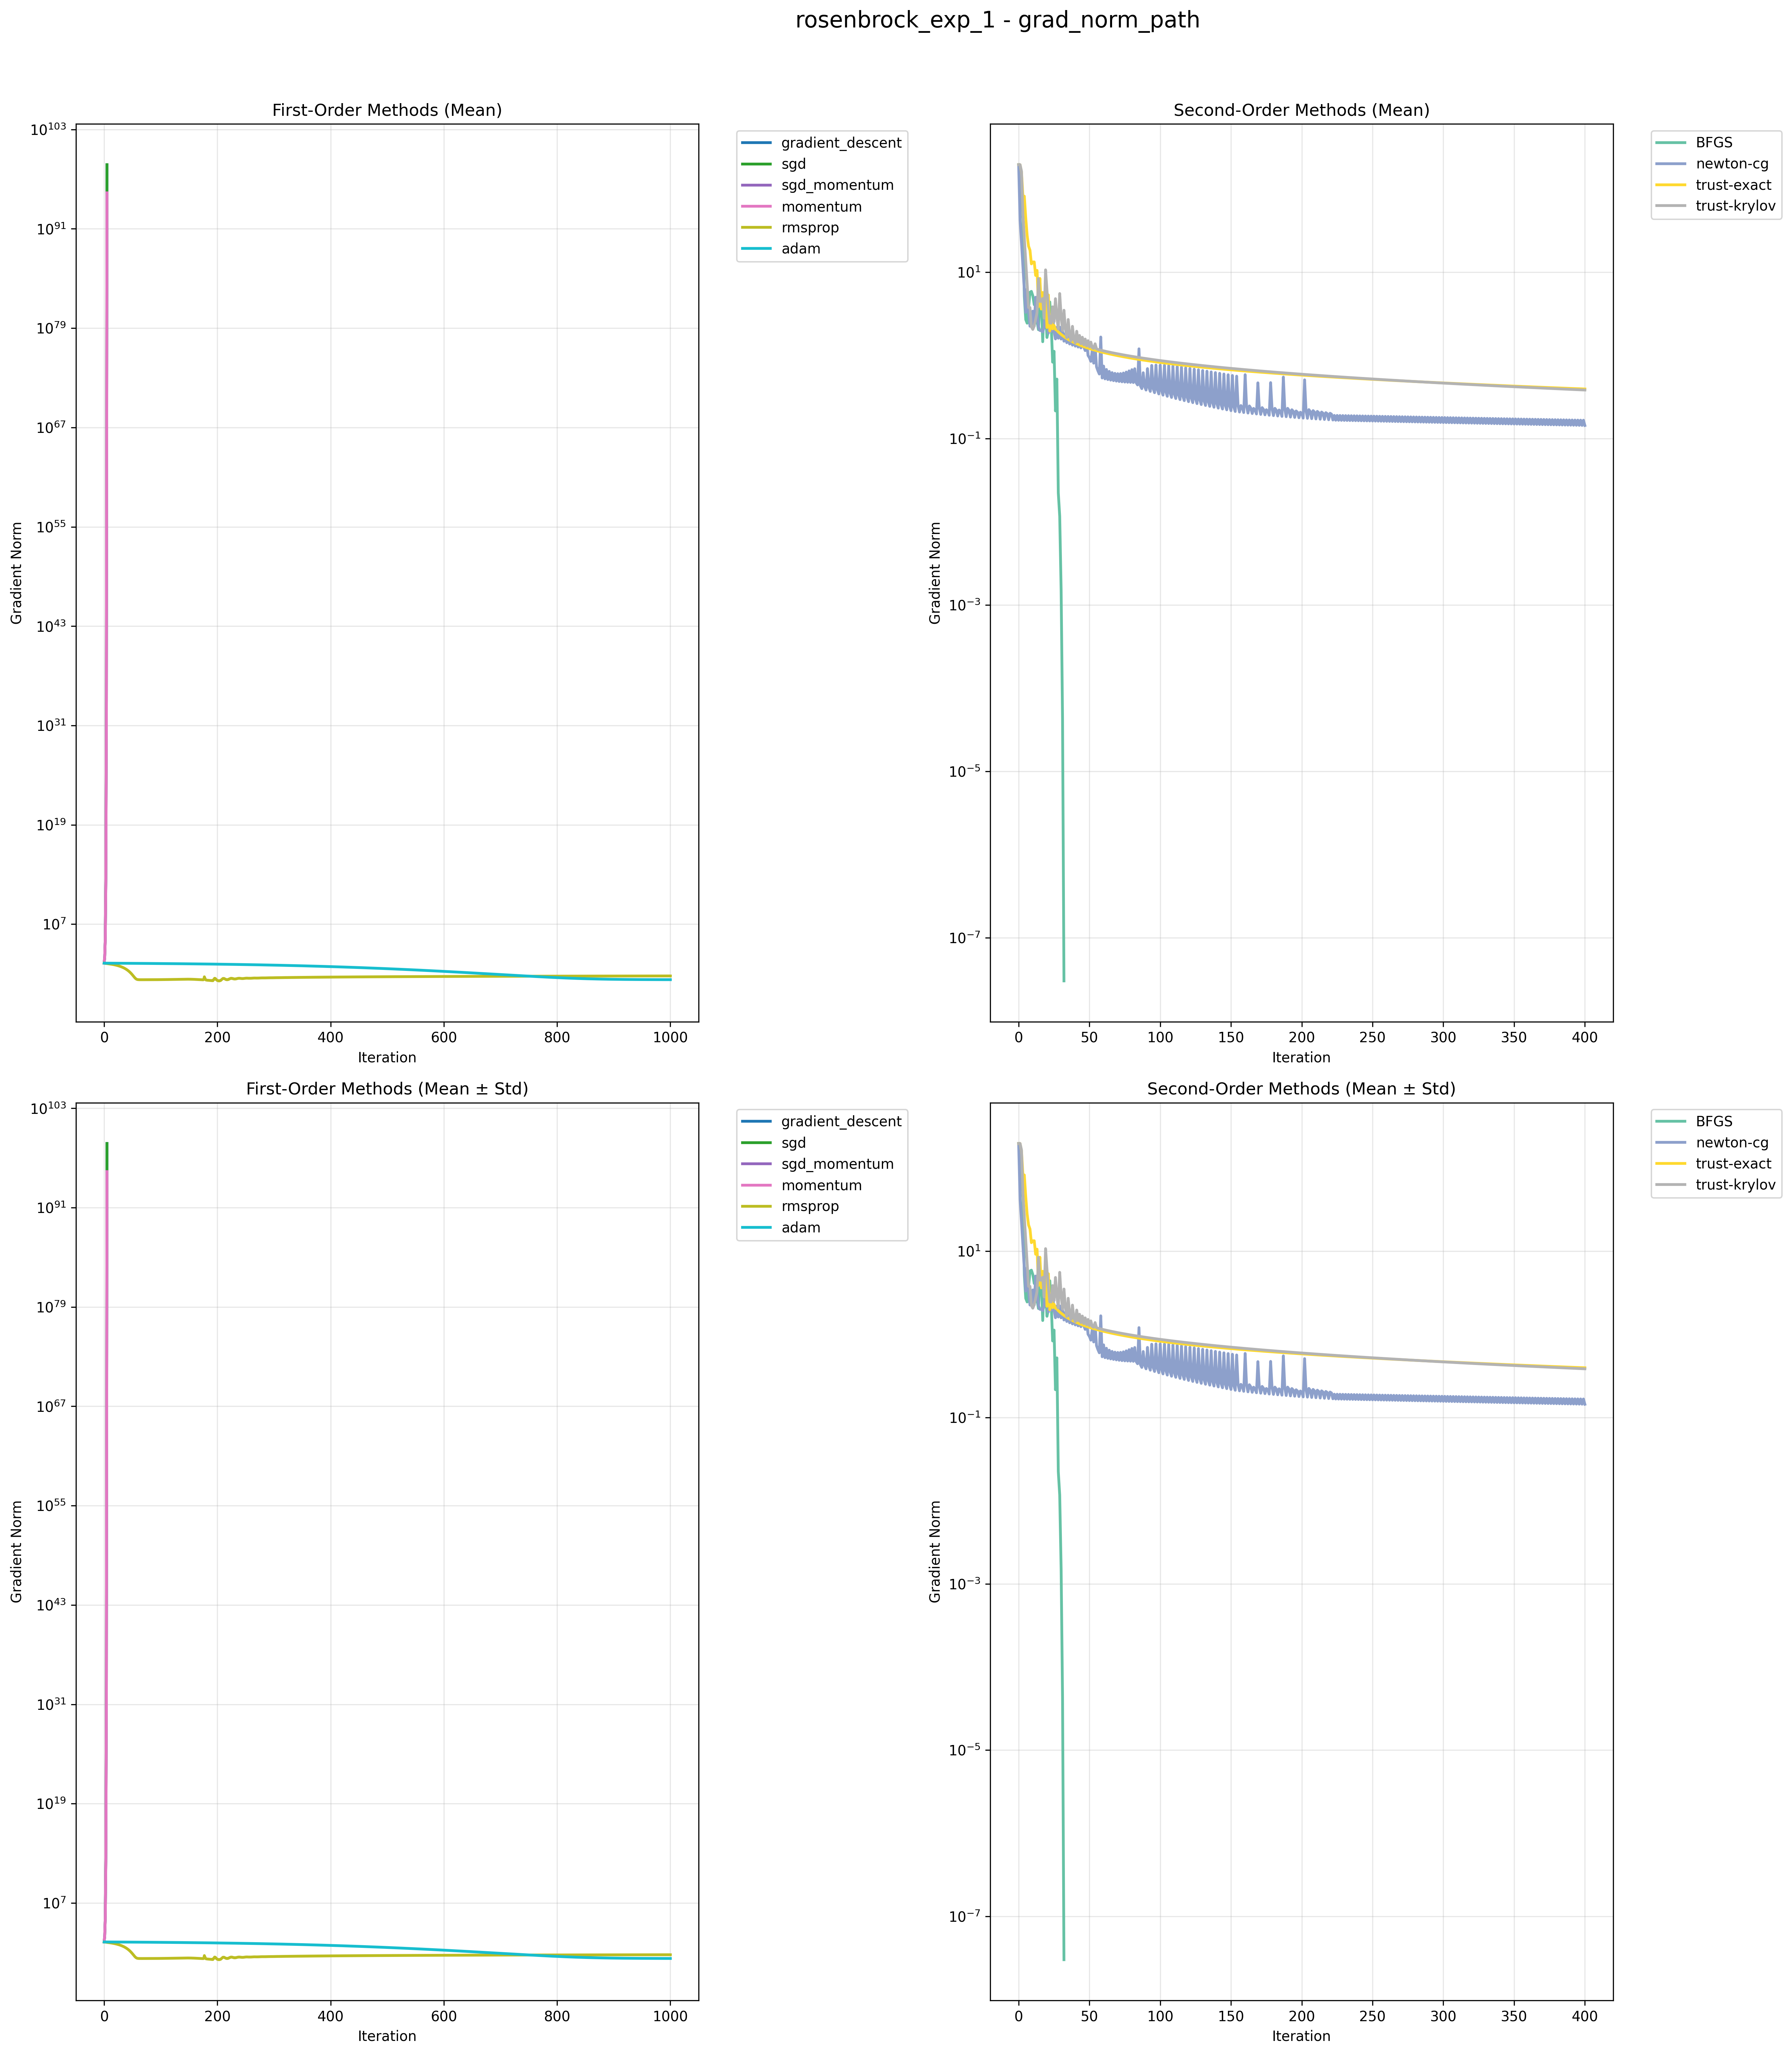 rosenbrock_exp_1 - grad_norm_path
First-Order Methods (Mean)
10^103
10^91
10^79
10^67
10^55
10^43
10^31
10^19
10^7
Gradient Norm
0 200 400 600 800 1000
Iteration
gradient_descent
sgd
sgd_momentum
momentum
rmsprop
adam
Second-Order Methods (Mean)
10^1
10^-1
10^-3
10^-5
10^-7
Gradient Norm
0 50 100 150 200 250 300 350 400
Iteration
BFGS
newton-cg
trust-exact
trust-krylov
First-Order Methods (Mean ± Std)
10^103
10^91
10^79
10^67
10^55
10^43
10^31
10^19
10^7
Gradient Norm
0 200 400 600 800 1000
Iteration
gradient_descent
sgd
sgd_momentum
momentum
rmsprop
adam
Second-Order Methods (Mean ± Std)
10^1
10^-1
10^-3
10^-5
10^-7
Gradient Norm
0 50 100 150 200 250 300 350 400
Iteration
BFGS
newton-cg
trust-exact
trust-krylov